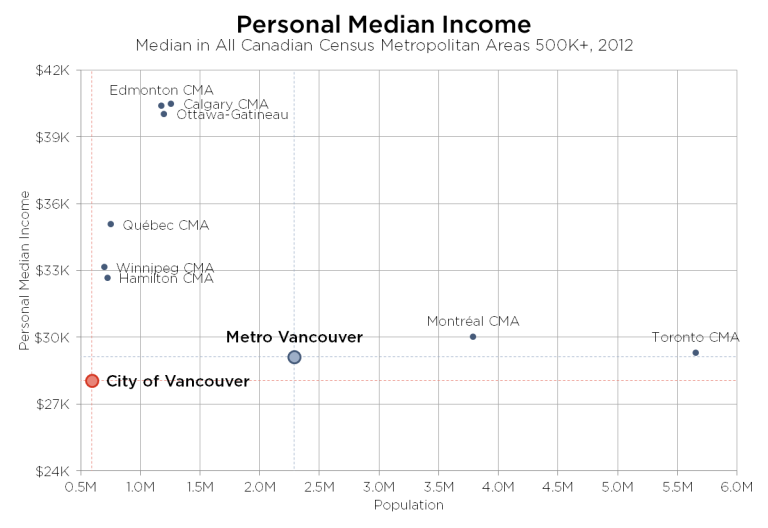 Personal Median Income
Median in All Canadian Census Metropolitan Areas 500K+, 2012
$42K
Edmonton CMA
Calgary CMA
Ottawa-Gatineau
$39K
$36K
Québec CMA
Winnipeg CMA
$33K
Hamilton CMA
Personal Median Income
Montréal CMA
$30K
Metro Vancouver
Toronto CMA
City of Vancouver
$27K
$24K
0.5M 1.0M 1.5M 2.0M 2.5M 3.0M 3.5M 4.0M 4.5M 5.0M 5.5M 6.0M
Population